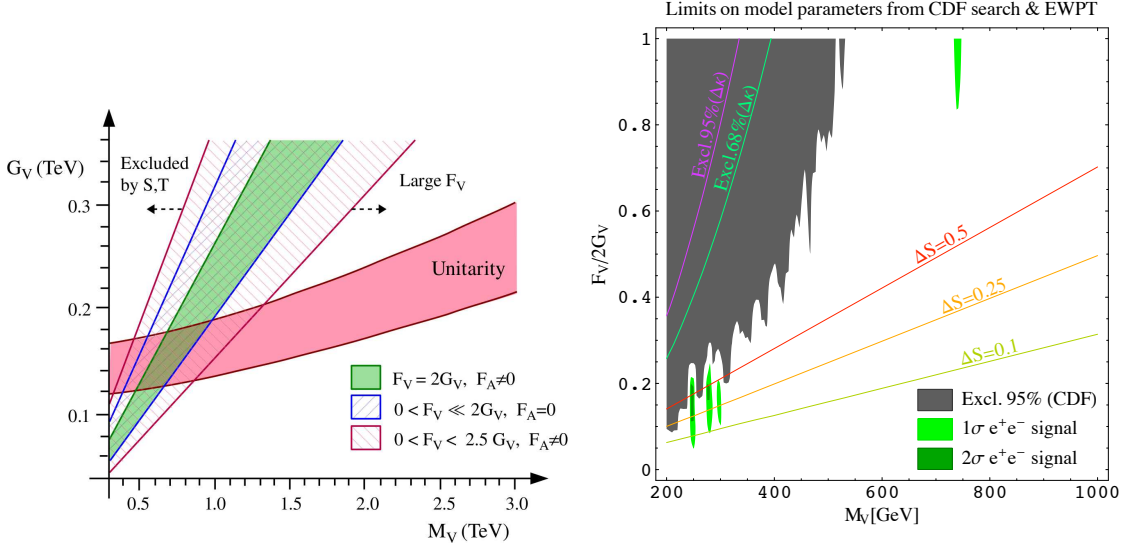 G_V (TeV)
0.3
0.2
0.1
Excluded
by S,T
Large F_V
Unitarity
F_V = 2G_V, F_A≠0
0 < F_V ≪ 2G_V, F_A=0
0 < F_V < 2.5 G_V, F_A≠0
0.5
1.0
1.5
2.0
2.5
3.0
M_V (TeV)
Limits on model parameters from CDF search & EWPT
F_V/2G_V
1
0.8
0.6
0.4
0.2
0
Excl.95%(Δκ)
Excl.68%(Δκ)
ΔS=0.5
ΔS=0.25
ΔS=0.1
Excl. 95% (CDF)
1σ e⁺e⁻ signal
2σ e⁺e⁻ signal
200
400
600
800
1000
M_V[GeV]